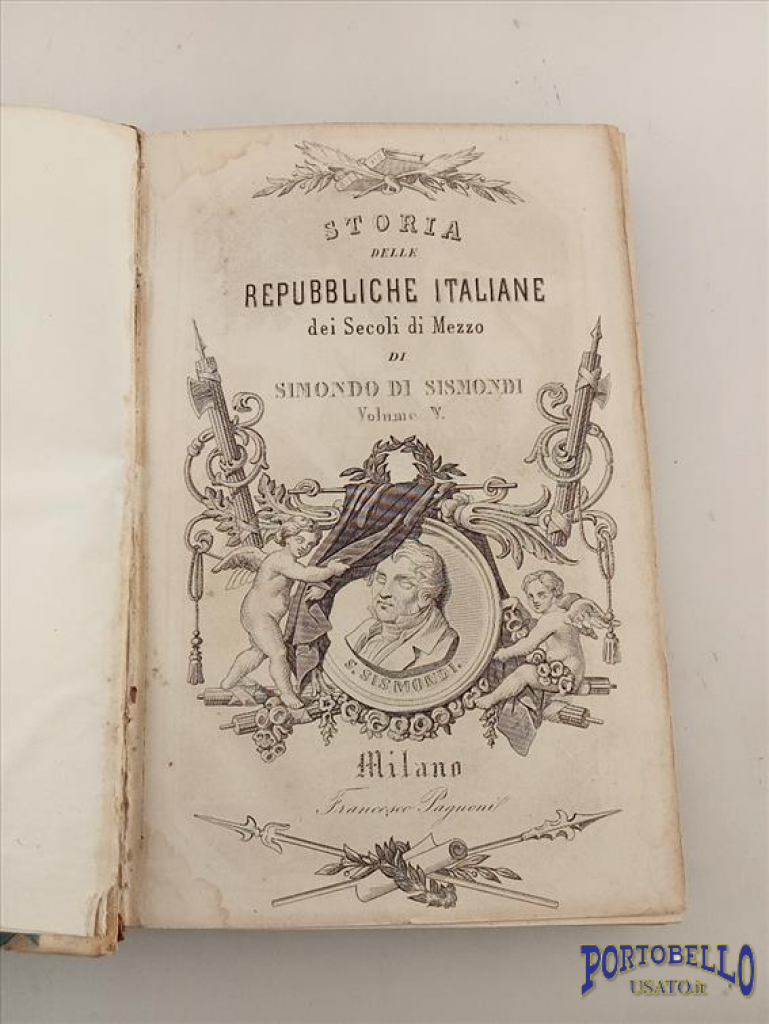 STORIA
DELLE
REPUBBLICHE ITALIANE
dei Secoli di Mezzo
DI
SIMONDO DI SISMONDI
Volume V.
S. SISMONDI.
Milano
Francesco Pagnoni
PORTOBELLO
USATO.it